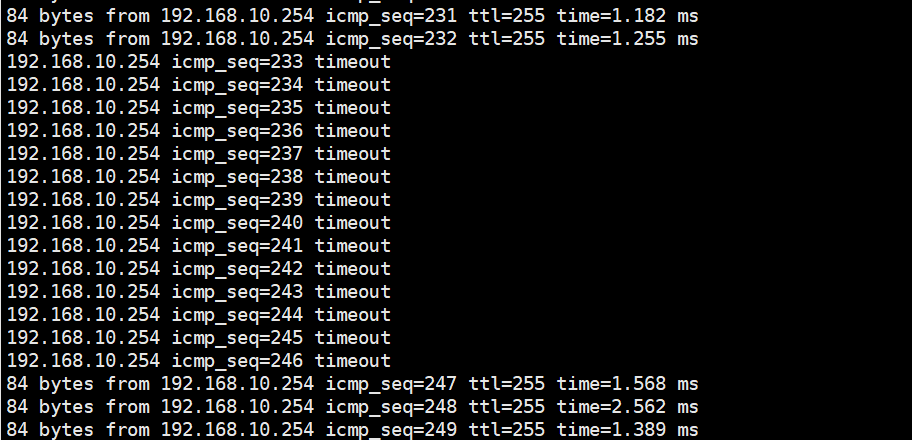 84 bytes from 192.168.10.254 icmp_seq=231 ttl=255 time=1.182 ms
84 bytes from 192.168.10.254 icmp_seq=232 ttl=255 time=1.255 ms
192.168.10.254 icmp_seq=233 timeout
192.168.10.254 icmp_seq=234 timeout
192.168.10.254 icmp_seq=235 timeout
192.168.10.254 icmp_seq=236 timeout
192.168.10.254 icmp_seq=237 timeout
192.168.10.254 icmp_seq=238 timeout
192.168.10.254 icmp_seq=239 timeout
192.168.10.254 icmp_seq=240 timeout
192.168.10.254 icmp_seq=241 timeout
192.168.10.254 icmp_seq=242 timeout
192.168.10.254 icmp_seq=243 timeout
192.168.10.254 icmp_seq=244 timeout
192.168.10.254 icmp_seq=245 timeout
192.168.10.254 icmp_seq=246 timeout
84 bytes from 192.168.10.254 icmp_seq=247 ttl=255 time=1.568 ms
84 bytes from 192.168.10.254 icmp_seq=248 ttl=255 time=2.562 ms
84 bytes from 192.168.10.254 icmp_seq=249 ttl=255 time=1.389 ms